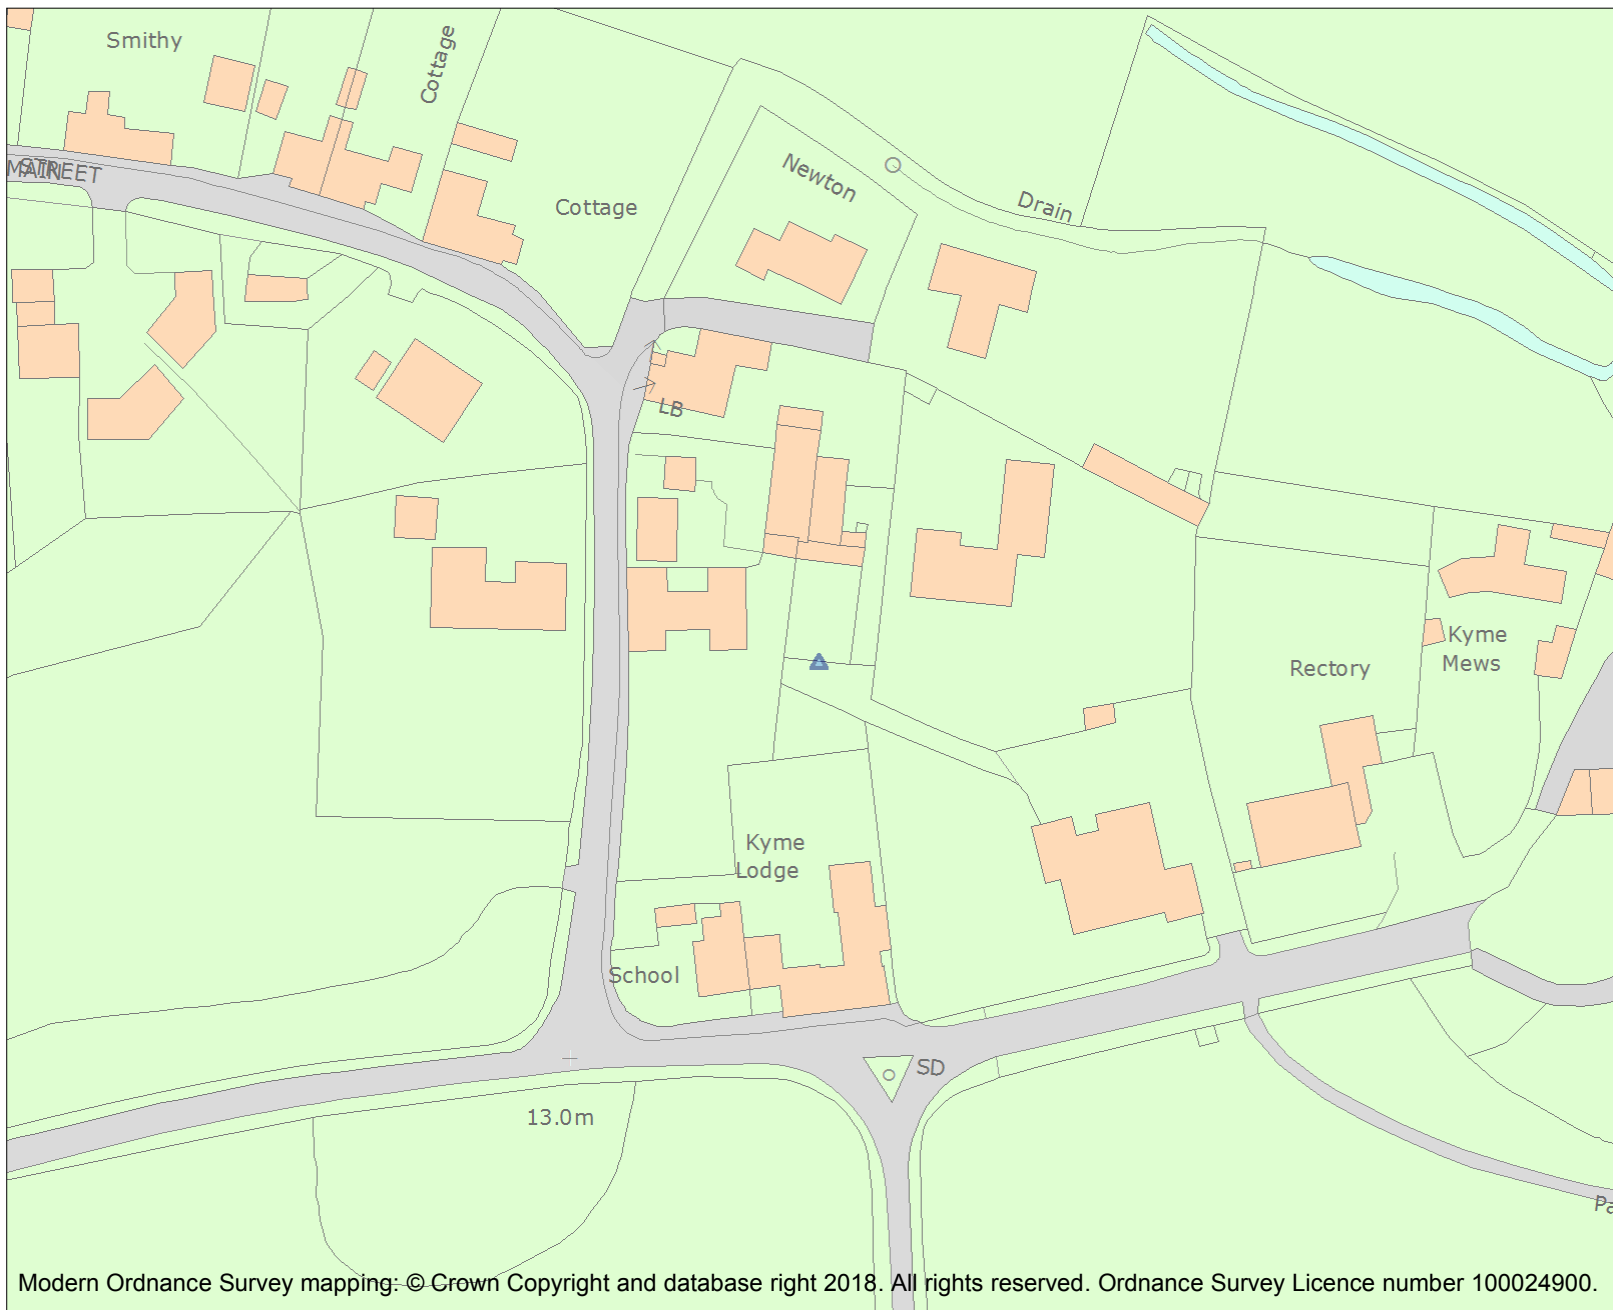 Smithy
Cottage
MAIN STREET
Cottage
Newton
Drain
LB
Kyme
Mews
Rectory
Kyme
Lodge
School
SD
13.0m
Pa
Modern Ordnance Survey mapping: © Crown Copyright and database right 2018. All rights reserved. Ordnance Survey Licence number 100024900.